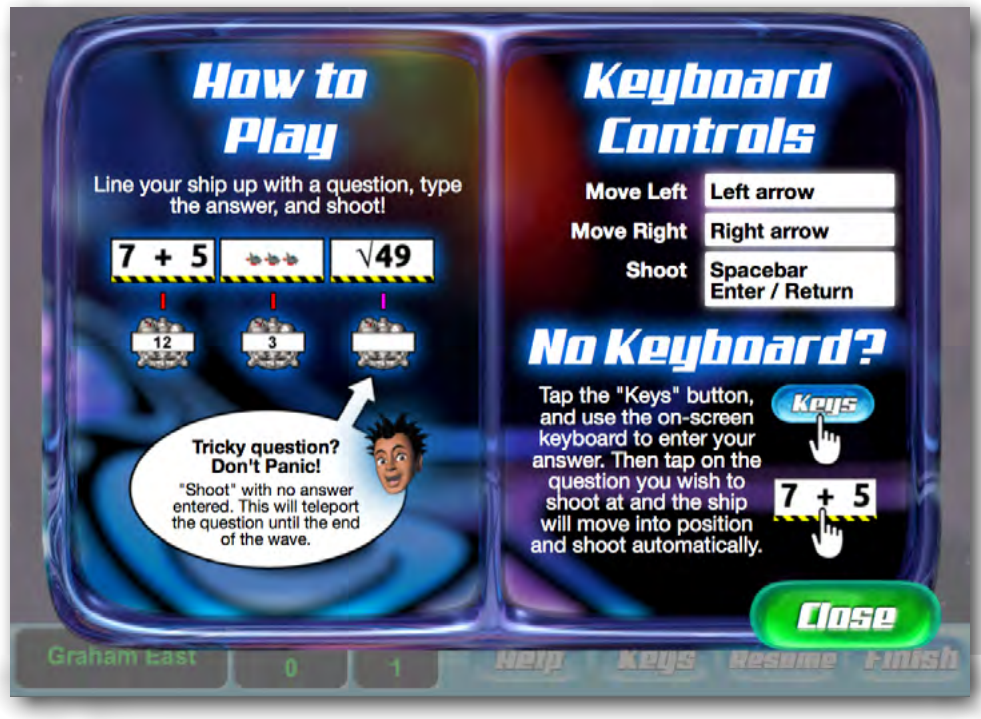 How to
Play
Line your ship up with a question, type
the answer, and shoot!
7 + 5
√49
12
3
Tricky question?
Don't Panic!
"Shoot" with no answer
entered. This will teleport
the question until the end
of the wave.
Keyboard
Controls
Move Left Left arrow
Move Right Right arrow
Shoot Spacebar
Enter / Return
No Keyboard?
Tap the "Keys" button,
and use the on-screen
keyboard to enter your
answer. Then tap on the
question you wish to
shoot at and the ship
will move into position
and shoot automatically.
Keys
7 + 5
Close
Graham East 0 1 Help Keys Resume Finish